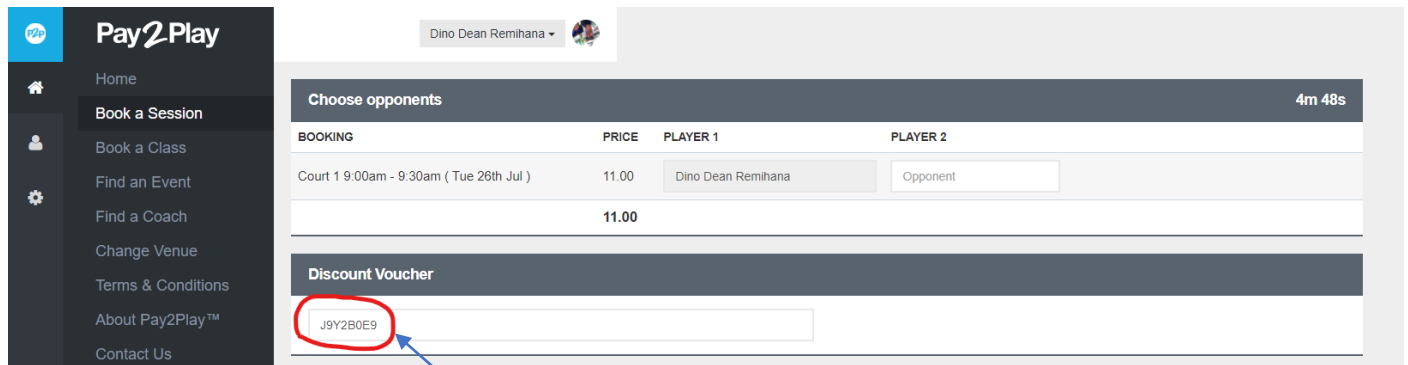 P2P
Pay2Play
Dino Dean Remihana
Home
Book a Session
Book a Class
Find an Event
Find a Coach
Change Venue
Terms & Conditions
About Pay2Play™
Contact Us
Choose opponents 4m 48s
BOOKING PRICE PLAYER 1 PLAYER 2
Court 1 9:00am - 9:30am ( Tue 26th Jul ) 11.00 Dino Dean Remihana Opponent
11.00
Discount Voucher
J9Y2B0E9